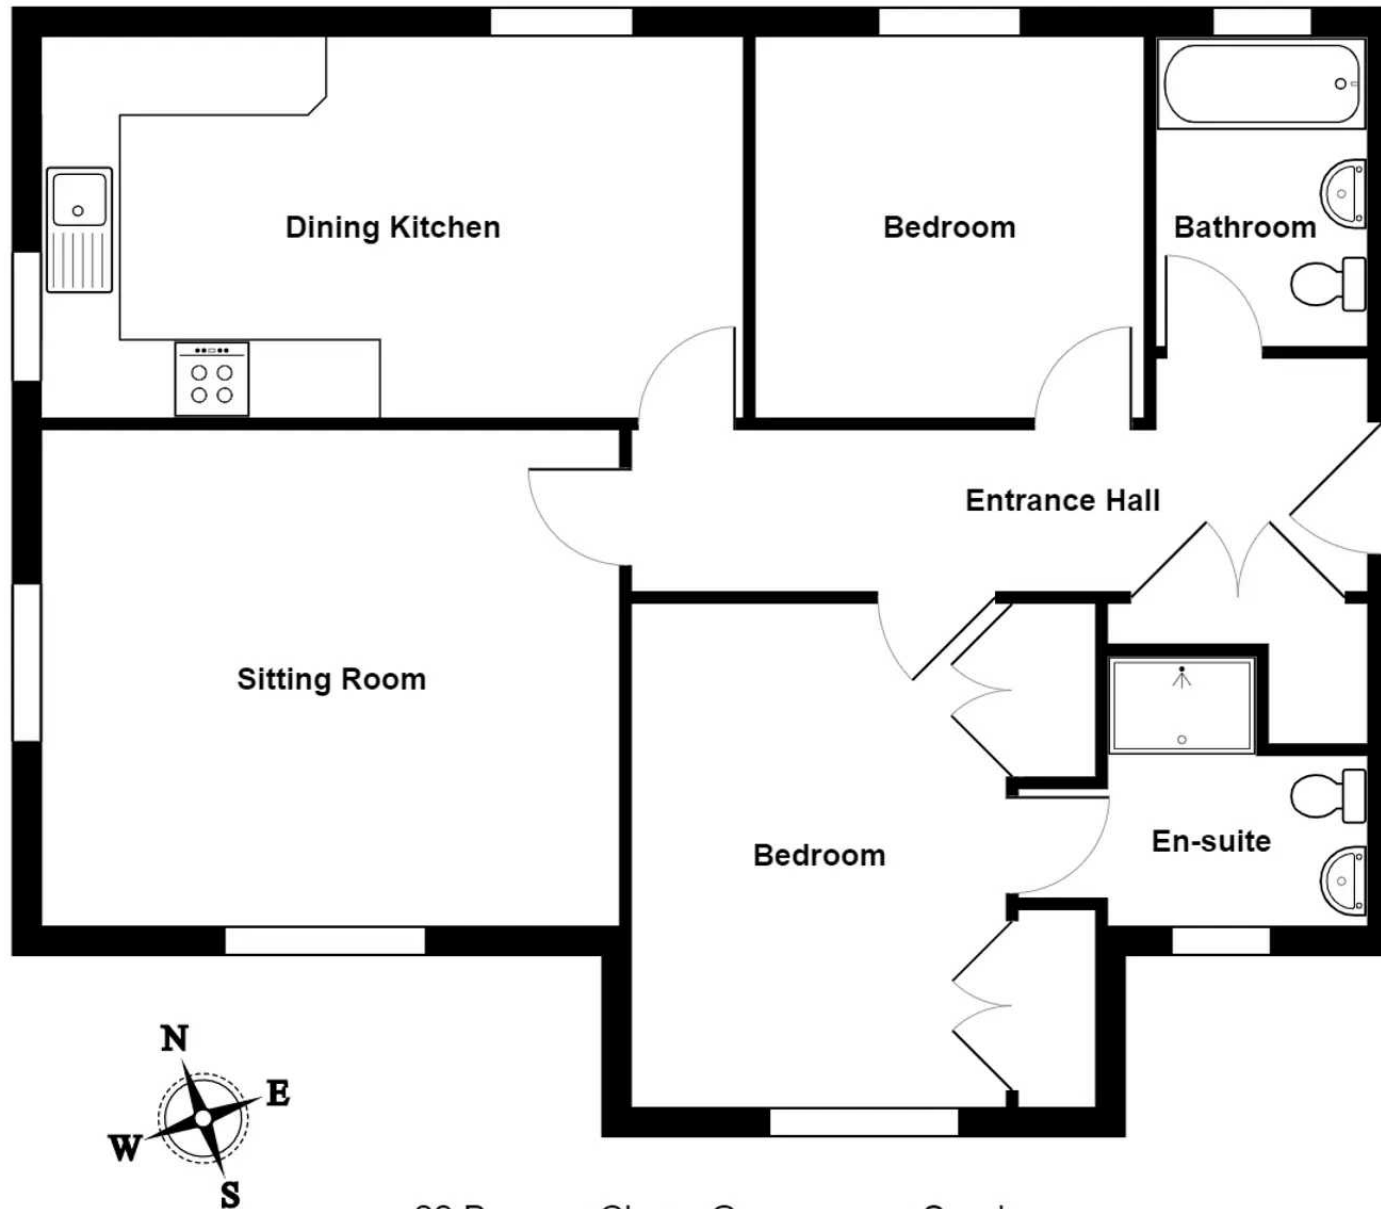 Dining Kitchen
Bedroom
Bathroom
Entrance Hall
Sitting Room
Bedroom
En-suite
N
E
W
S